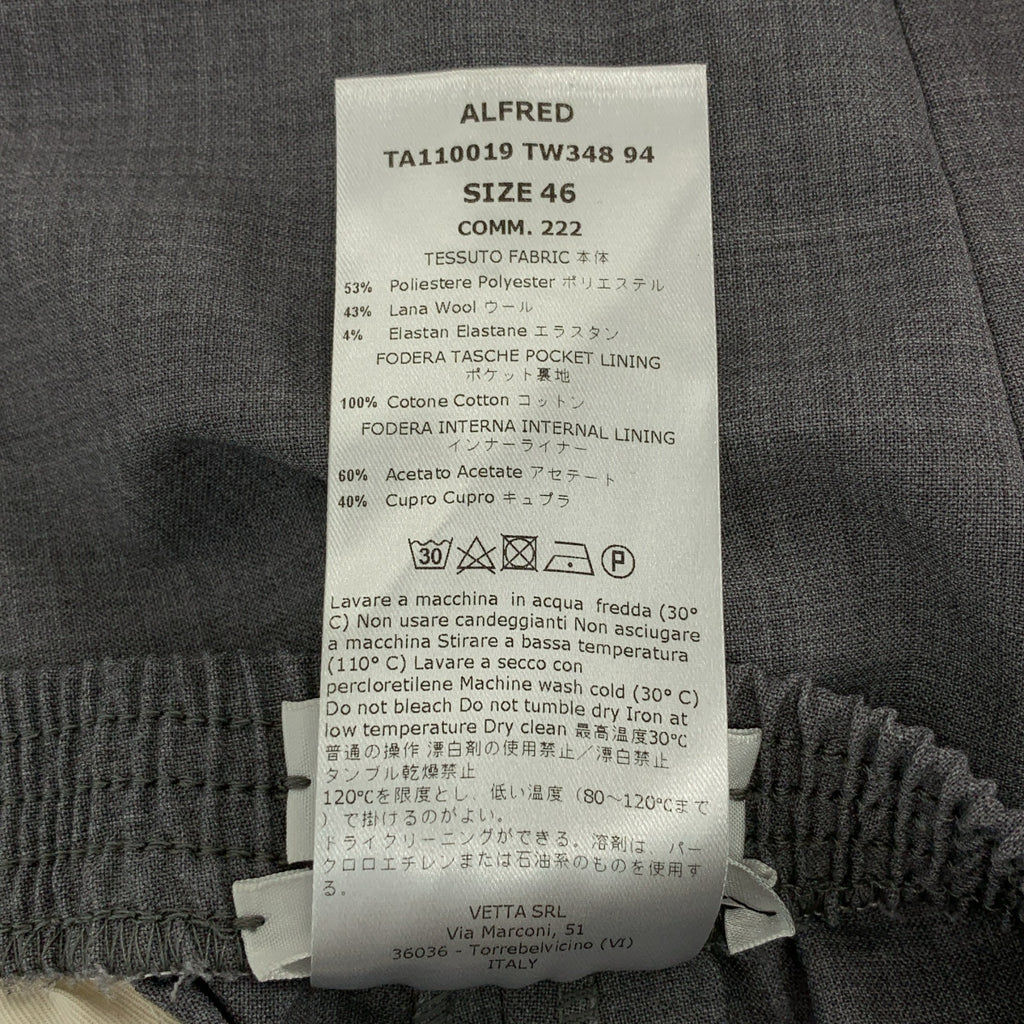 ALFRED
TA110019 TW348 94
SIZE 46
COMM. 222
TESSUTO FABRIC 本体
53% Poliestere Polyester ポリエステル
43% Lana Wool ウール
4% Elastan Elastane エラスタン
FODERA TASCHE POCKET LINING
ポケット裏地
100% Cotone Cotton コットン
FODERA INTERNA INTERNAL LINING
インナーライナー
60% Acetato Acetate アセテート
40% Cupro Cupro キュプラ
30 P
Lavare a macchina in acqua fredda (30°
C) Non usare candeggianti Non asciugare
a macchina Stirare a bassa temperatura
(110° C) Lavare a secco con
percloretilene Machine wash cold (30° C)
Do not bleach Do not tumble dry Iron at
low temperature Dry clean 最高温度30℃
普通の操作 漂白剤の使用禁止／漂白禁止
タンブル乾燥禁止
120℃を限度とし、低い温度（80～120℃まで
）で掛けるのがよい。
ドライクリーニングができる。溶剤は、パー
クロロエチレンまたは石油系のものを使用す
る。
VETTA SRL
Via Marconi, 51
36036 - Torrebelvicino (VI)
ITALY